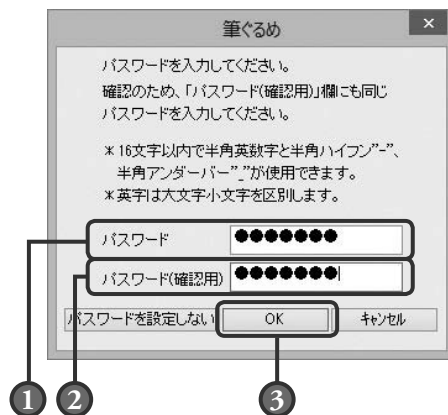 筆ぐるめ
×
パスワードを入力してください。
確認のため、「パスワード(確認用)」欄にも同じ
パスワードを入力してください。
＊16文字以内で半角英数字と半角ハイフン"-"、
半角アンダーバー"_"が使用できます。
＊英字は大文字小文字を区別します。
パスワード ●●●●●●●
パスワード(確認用) ●●●●●●●
パスワードを設定しない OK キャンセル
1 2 3